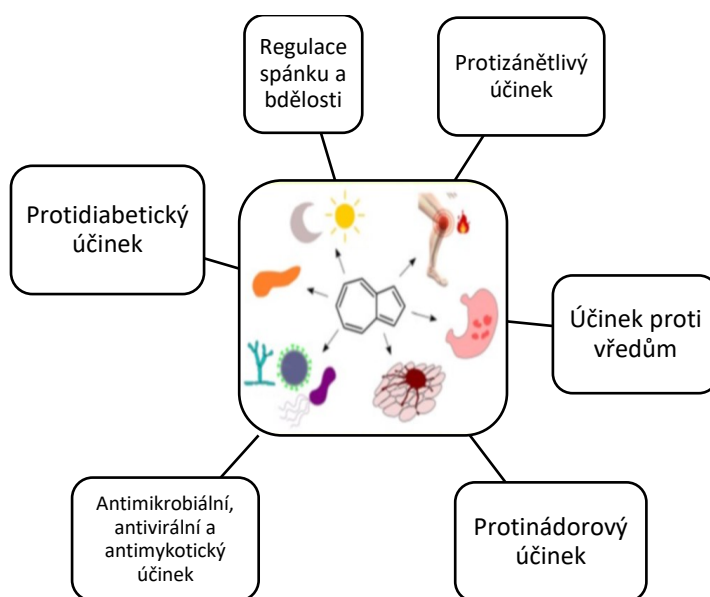 Regulace
spánku a
bdělosti
Protizánětlivý
účinek
Protidiabetický
účinek
Účinek proti
vředům
Antimikrobiální,
antivirální a
antimykotický
účinek
Protinádorový
účinek